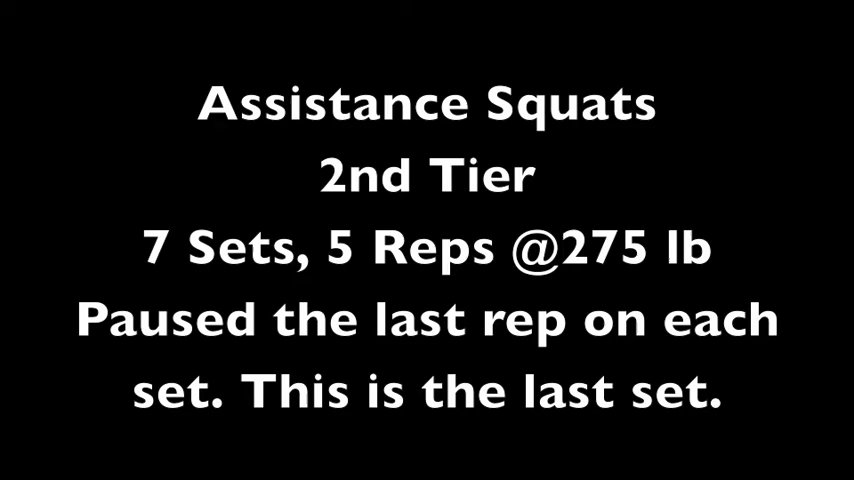 Assistance Squats
2nd Tier
7 Sets, 5 Reps @275 lb
Paused the last rep on each
set. This is the last set.